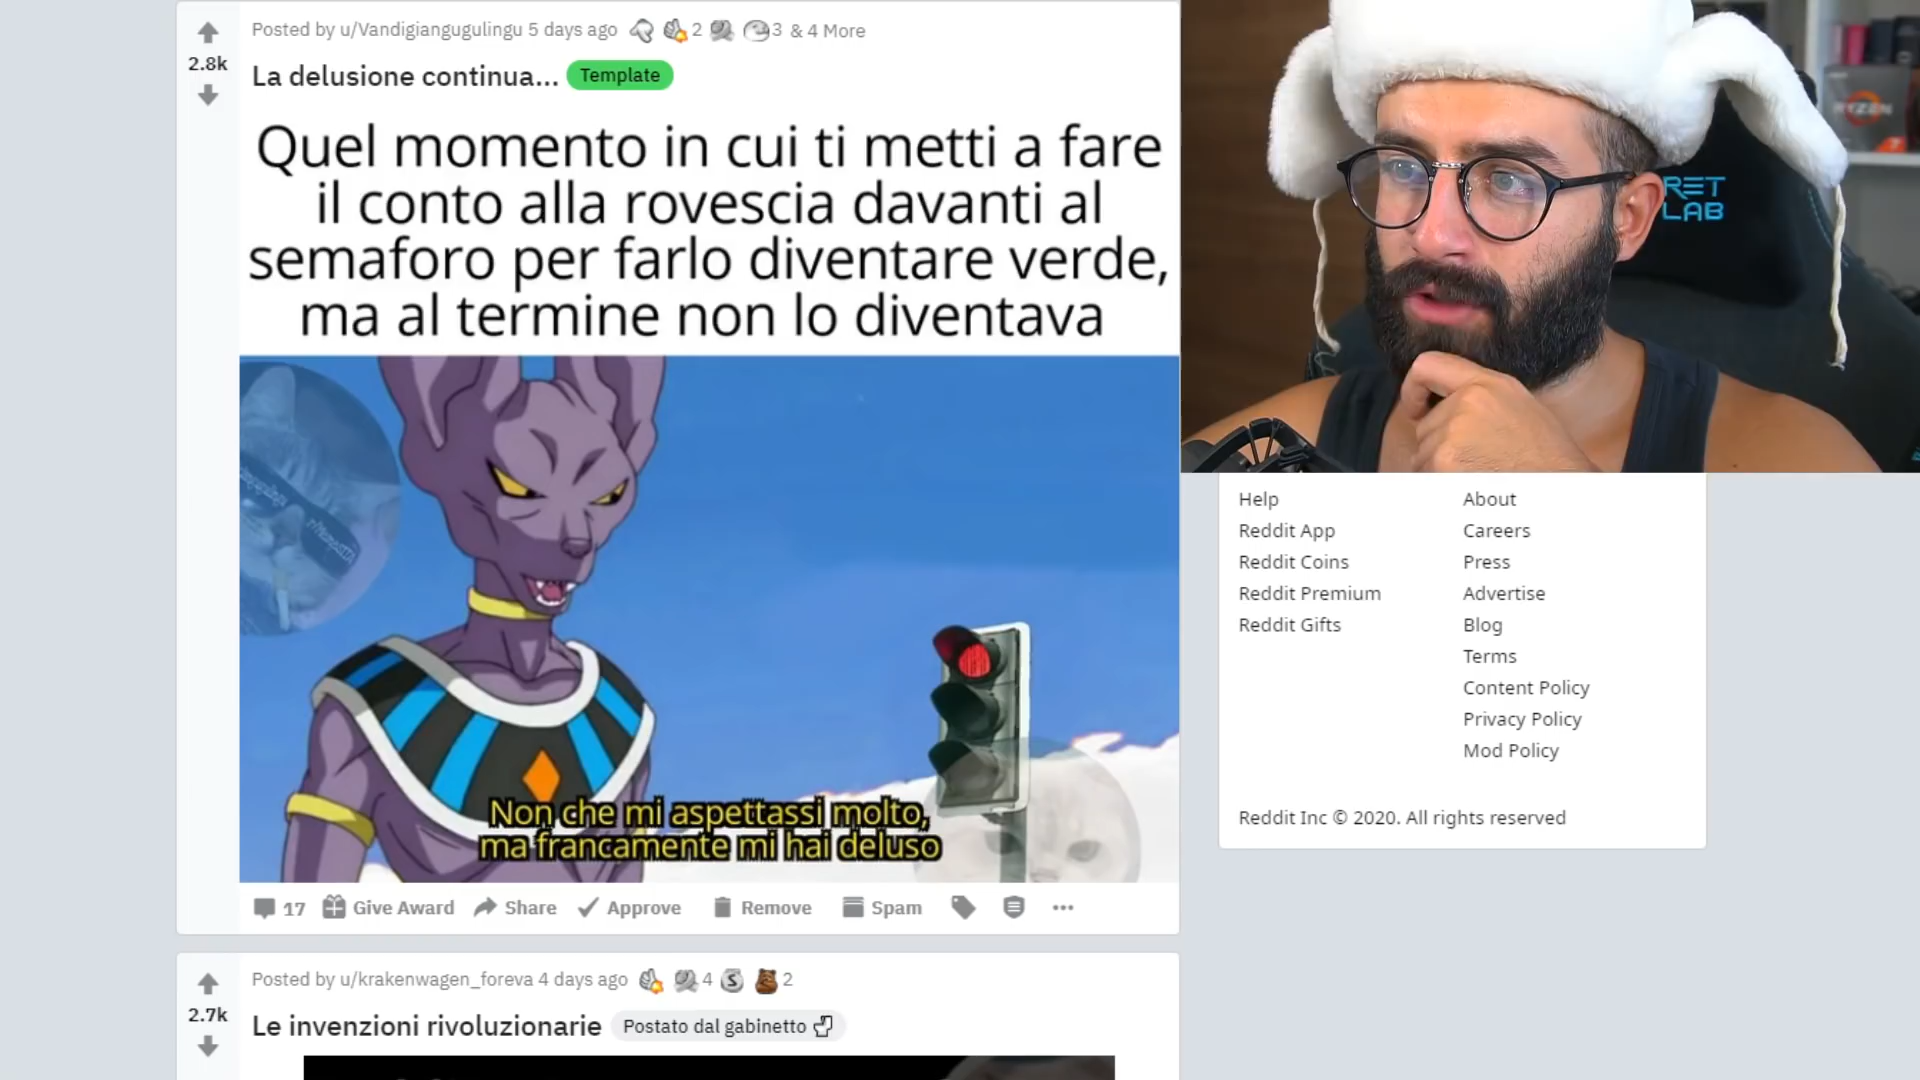 Posted by u/Vandigiangugulingu 5 days ago 2 3 & 4 More
2.8k
La delusione continua... Template
Quel momento in cui ti metti a fare
il conto alla rovescia davanti al
semaforo per farlo diventare verde,
ma al termine non lo diventava
Non che mi aspettassi molto,
ma francamente mi hai deluso
17 Give Award Share Approve Remove Spam
Posted by u/krakenwagen_foreva 4 days ago 4 S 2
2.7k
Le invenzioni rivoluzionarie Postato dal gabinetto
RYZEN
7
RET
LAB
Help
About
Reddit App
Careers
Reddit Coins
Press
Reddit Premium
Advertise
Reddit Gifts
Blog
Terms
Content Policy
Privacy Policy
Mod Policy
Reddit Inc © 2020. All rights reserved